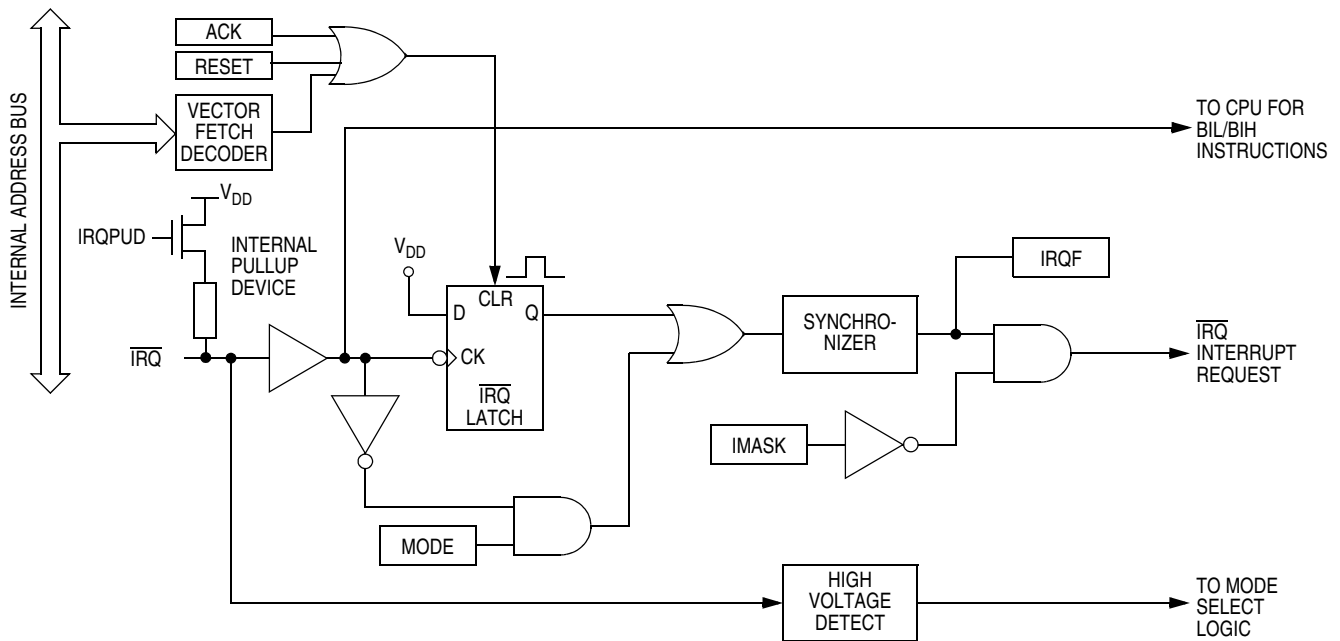 INTERNAL ADDRESS BUS
ACK
RESET
VECTOR
FETCH
DECODER
TO CPU FOR
BIL/BIH
INSTRUCTIONS
VDD
IRQPUD
INTERNAL
PULLUP
DEVICE
VDD
CLR
D
Q
CK
IRQ
LATCH
IRQ
SYNCHRO-
NIZER
IRQF
IRQ
INTERRUPT
REQUEST
IMASK
MODE
HIGH
VOLTAGE
DETECT
TO MODE
SELECT
LOGIC